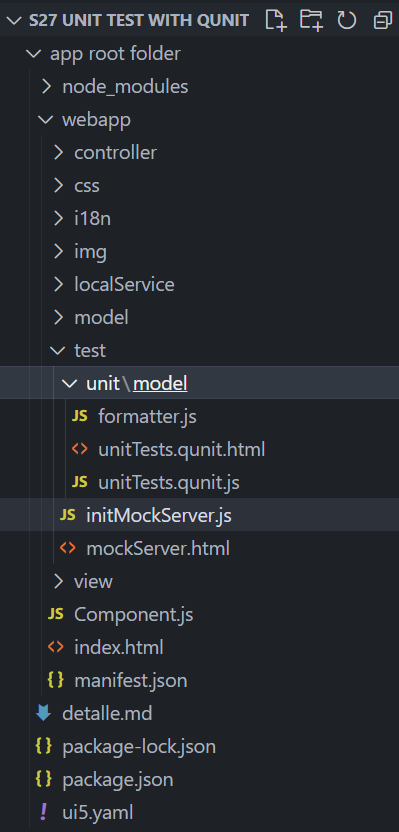 S27 UNIT TEST WITH QUNIT
app root folder
node_modules
webapp
controller
css
i18n
img
localService
model
test
unit\model
JS formatter.js
<> unitTests.qunit.html
JS unitTests.qunit.js
JS initMockServer.js
<> mockServer.html
view
JS Component.js
<> index.html
{} manifest.json
detalle.md
{} package-lock.json
{} package.json
! ui5.yaml